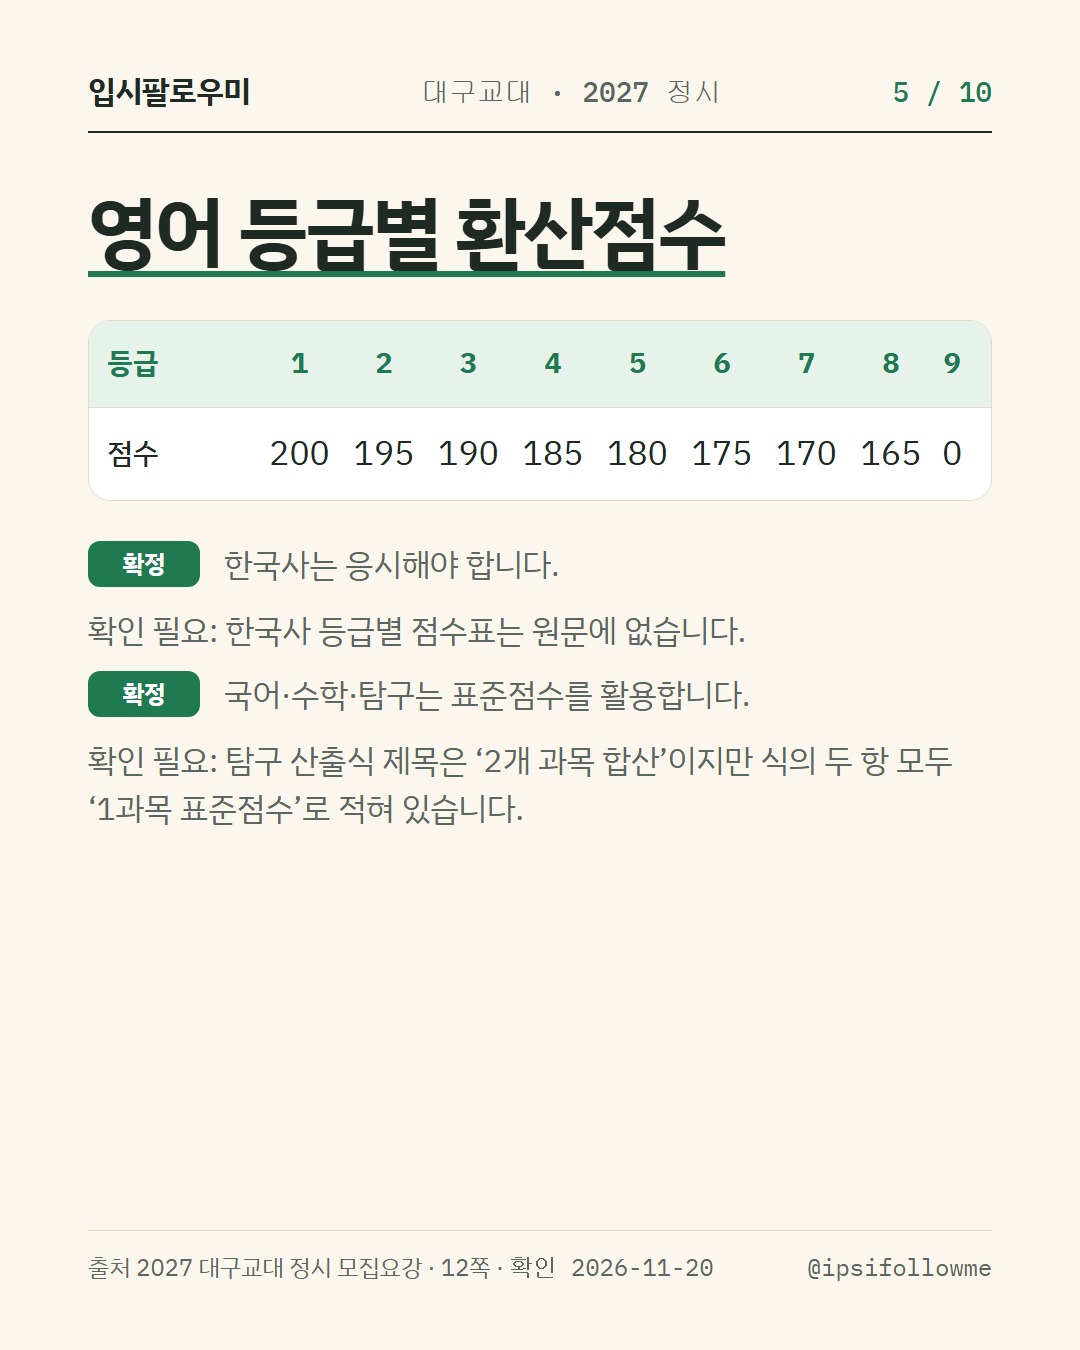 입시팔로우미
대구교대 · 2027 정시
5 / 10
영어 등급별 환산점수
등급 1 2 3 4 5 6 7 8 9
점수 200 195 190 185 180 175 170 165 0
확정 한국사는 응시해야 합니다.
확인 필요: 한국사 등급별 점수표는 원문에 없습니다.
확정 국어·수학·탐구는 표준점수를 활용합니다.
확인 필요: 탐구 산출식 제목은 ‘2개 과목 합산’이지만 식의 두 항 모두
‘1과목 표준점수’로 적혀 있습니다.
출처 2027 대구교대 정시 모집요강 · 12쪽 · 확인 2026-11-20
@ipsifollowme